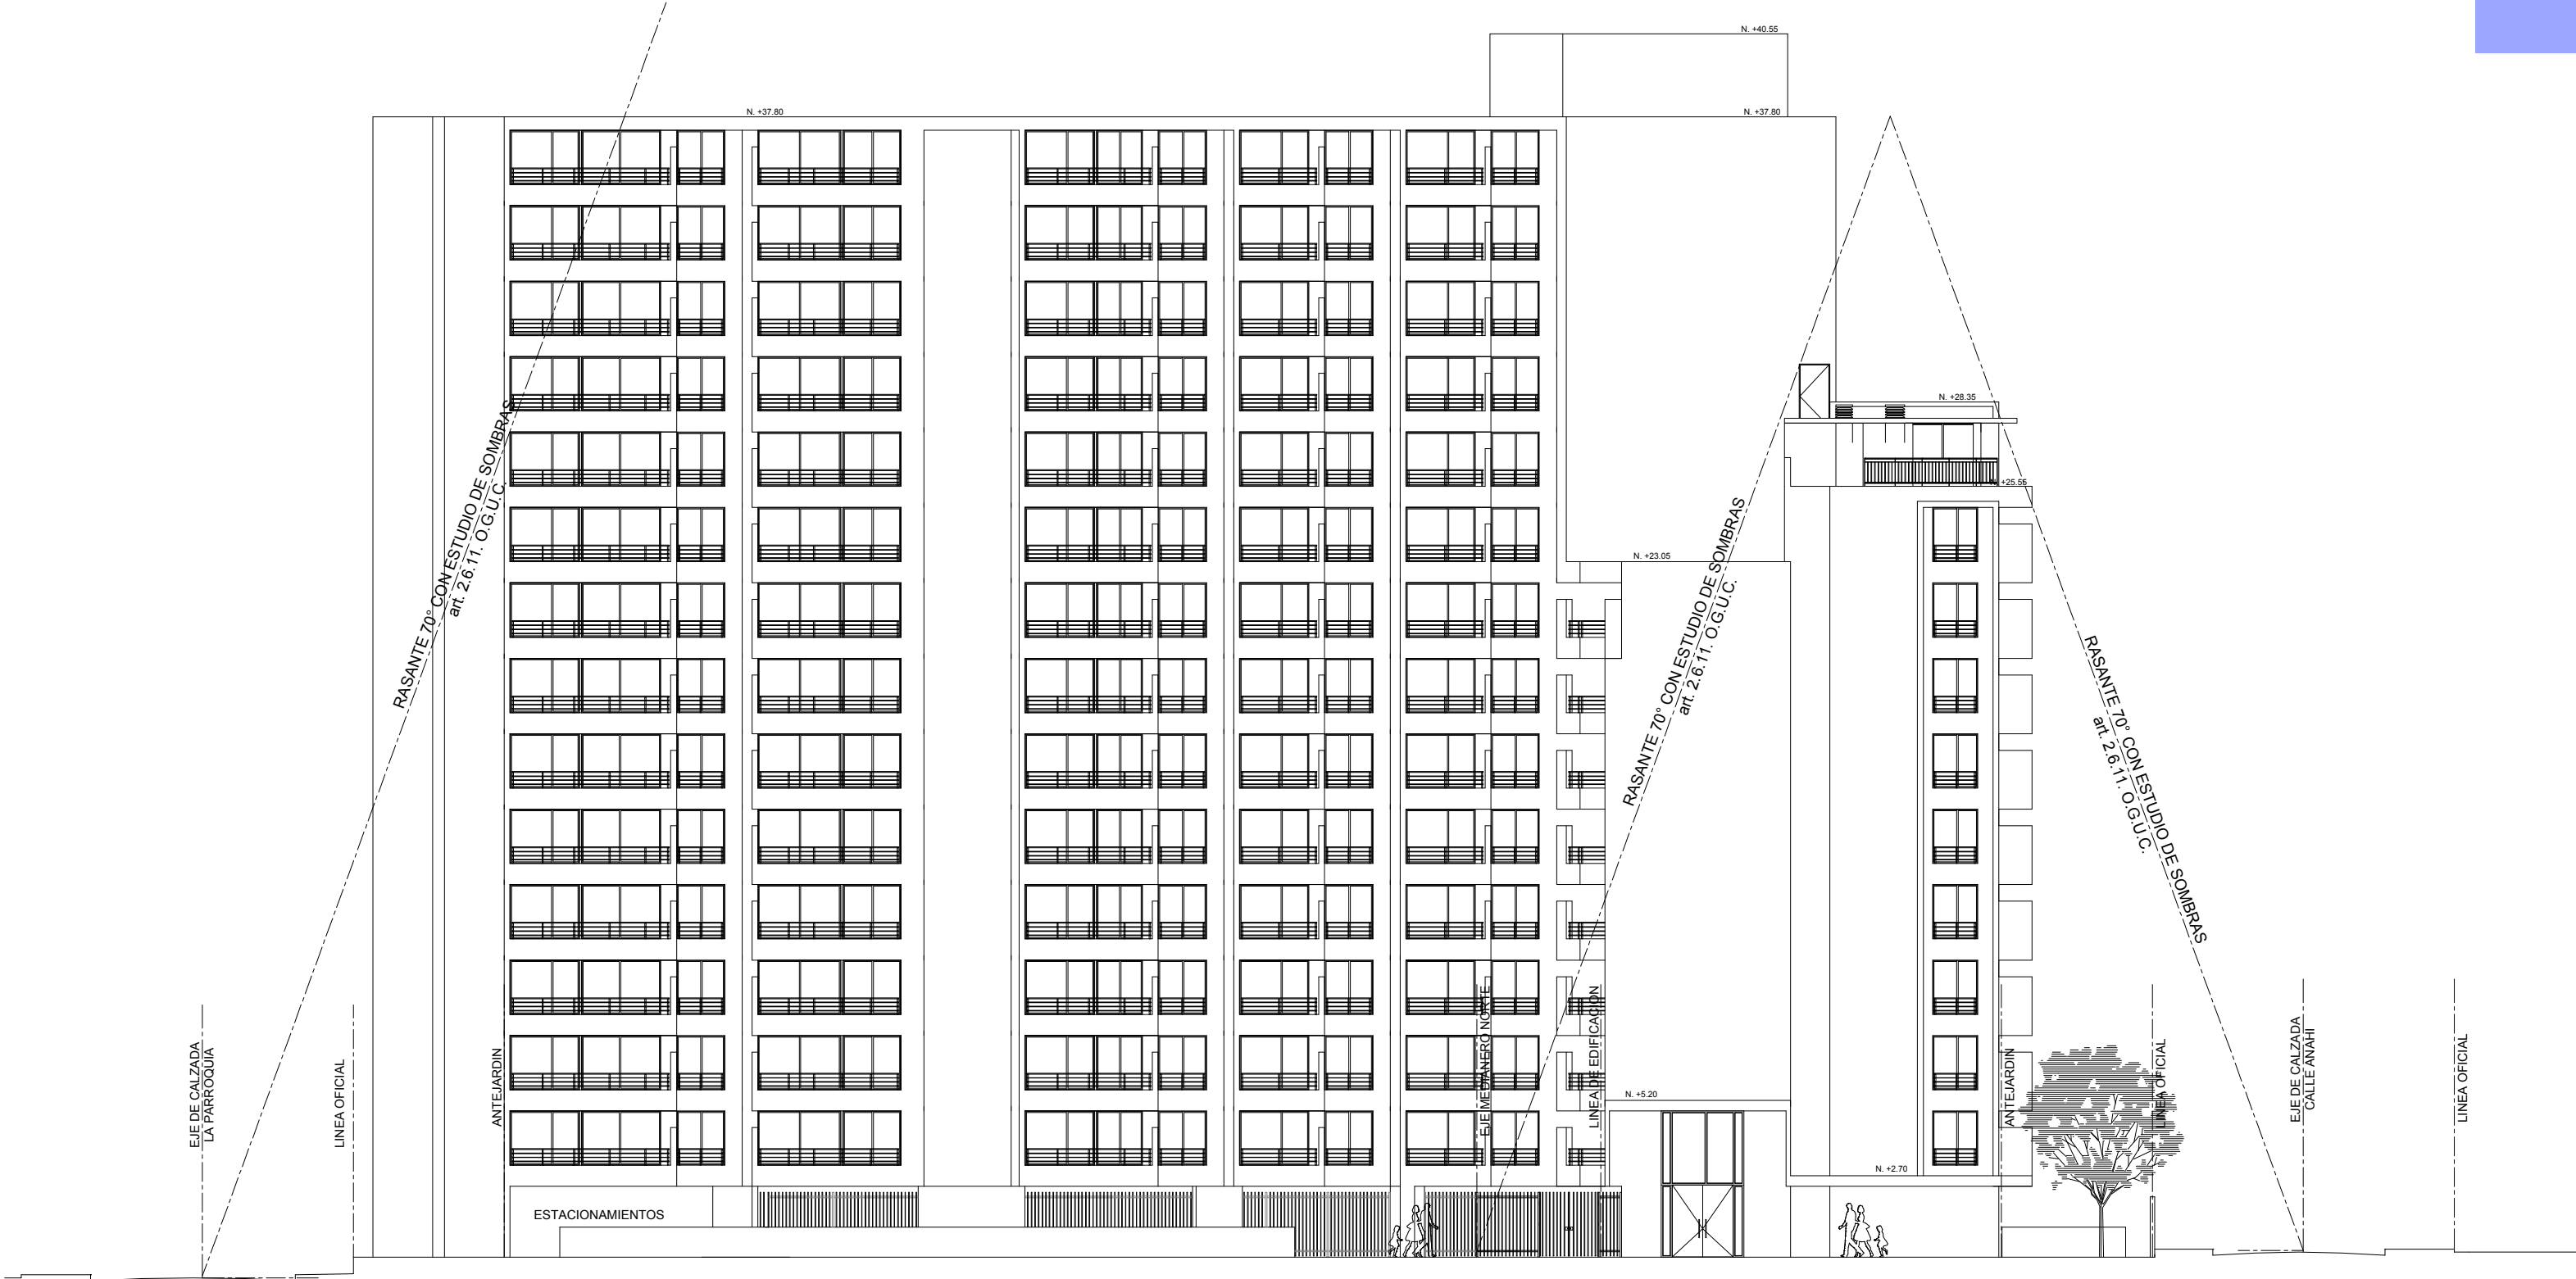 N. +40.55
N. +37.80
N. +37.80
N. +28.35
N. +25.55
N. +23.05
RASANTE 70° CON ESTUDIO DE SOMBRAS
art. 2.6.11. O.G.U.C.
RASANTE 70° CON ESTUDIO DE SOMBRAS
art. 2.6.11. O.G.U.C.
RASANTE 70° CON ESTUDIO DE SOMBRAS
art. 2.6.11. O.G.U.C.
EJE DE CALZADA
LA PARROQUIA
LINEA OFICIAL
ANTEJARDIN
EJE MEDIANERO NORTE
LINEA DE EDIFICACION
N. +5.20
N. +2.70
ANTEJARDIN
LINEA OFICIAL
EJE DE CALZADA
CALLE ANAHI
LINEA OFICIAL
ESTACIONAMIENTOS